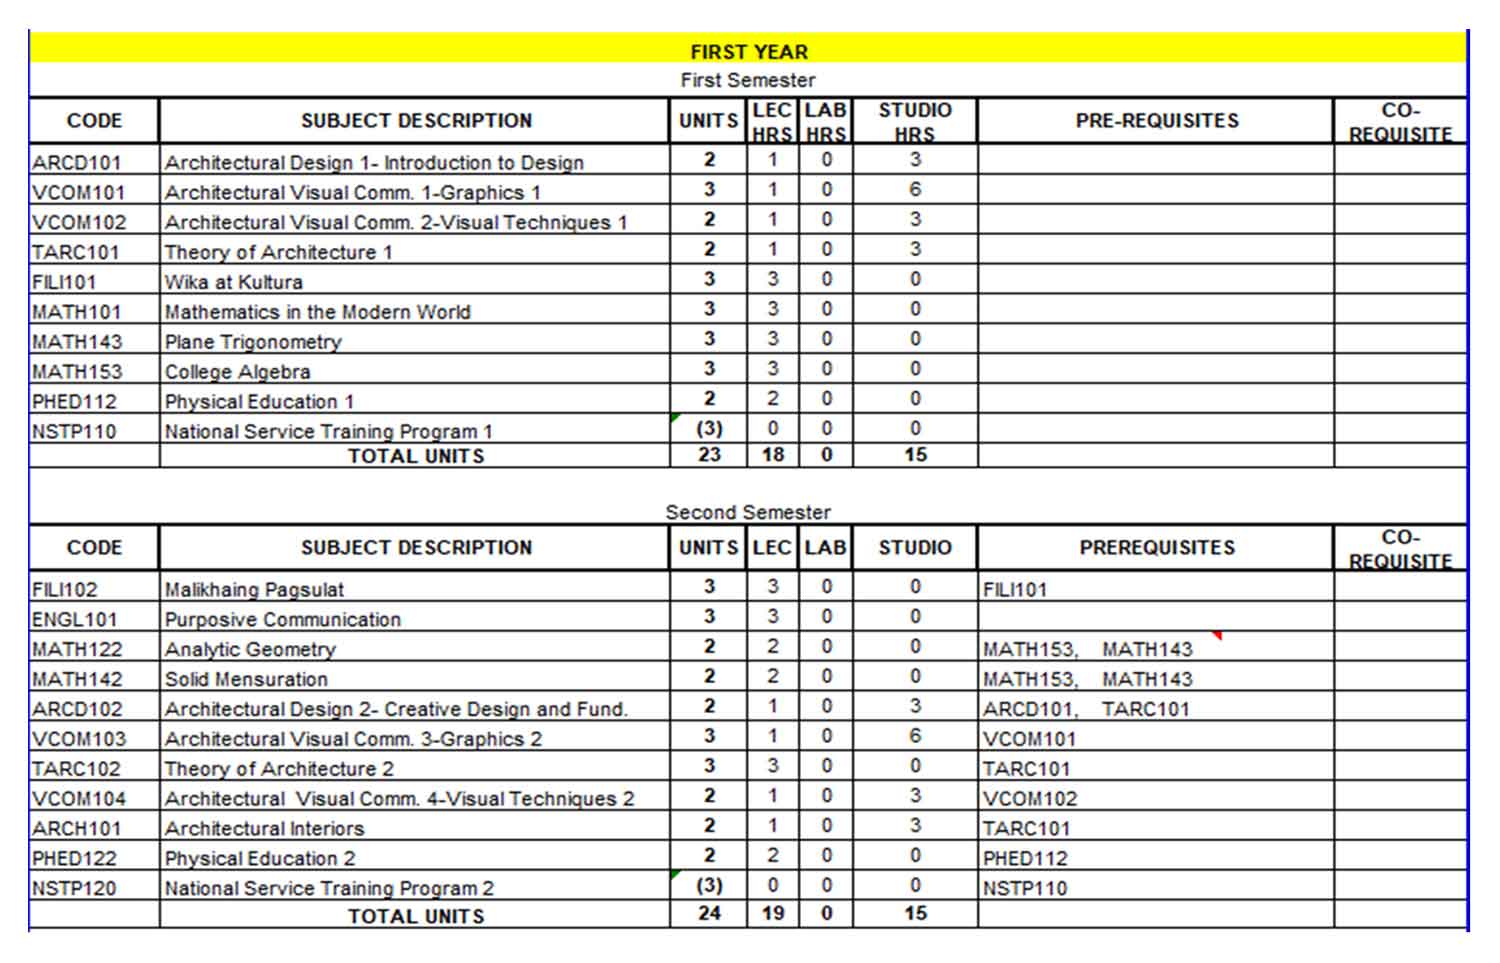 FIRST YEAR
First Semester
CODE SUBJECT DESCRIPTION UNITS LEC HRS LAB HRS STUDIO HRS PRE-REQUISITES CO-REQUISITE
ARCD101 Architectural Design 1- Introduction to Design 2 1 0 3
VCOM101 Architectural Visual Comm. 1-Graphics 1 3 1 0 6
VCOM102 Architectural Visual Comm. 2-Visual Techniques 1 2 1 0 3
TARC101 Theory of Architecture 1 2 1 0 3
FILI101 Wika at Kultura 3 3 0 0
MATH101 Mathematics in the Modern World 3 3 0 0
MATH143 Plane Trigonometry 3 3 0 0
MATH153 College Algebra 3 3 0 0
PHED112 Physical Education 1 2 2 0 0
NSTP110 National Service Training Program 1 (3) 0 0 0
TOTAL UNITS 23 18 0 15
Second Semester
CODE SUBJECT DESCRIPTION UNITS LEC LAB STUDIO PREREQUISITES CO-REQUISITE
FILI102 Malikhaing Pagsulat 3 3 0 0 FILI101
ENGL101 Purposive Communication 3 3 0 0
MATH122 Analytic Geometry 2 2 0 0 MATH153, MATH143
MATH142 Solid Mensuration 2 2 0 0 MATH153, MATH143
ARCD102 Architectural Design 2- Creative Design and Fund. 2 1 0 3 ARCD101, TARC101
VCOM103 Architectural Visual Comm. 3-Graphics 2 3 1 0 6 VCOM101
TARC102 Theory of Architecture 2 3 3 0 0 TARC101
VCOM104 Architectural Visual Comm. 4-Visual Techniques 2 2 1 0 3 VCOM102
ARCH101 Architectural Interiors 2 1 0 3 TARC101
PHED122 Physical Education 2 2 2 0 0 PHED112
NSTP120 National Service Training Program 2 (3) 0 0 0 NSTP110
TOTAL UNITS 24 19 0 15